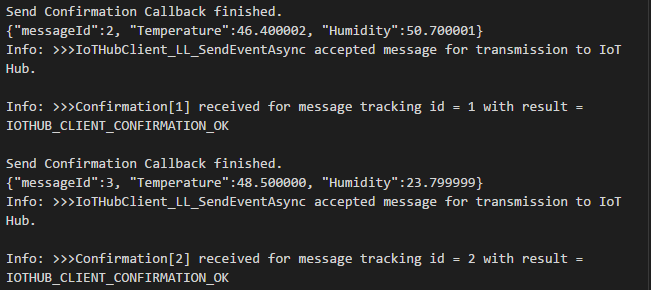 Send Confirmation Callback finished.
{"messageId":2, "Temperature":46.400002, "Humidity":50.700001}
Info: >>>IoTHubClient_LL_SendEventAsync accepted message for transmission to IoT
Hub.
Info: >>>Confirmation[1] received for message tracking id = 1 with result =
IOTHUB_CLIENT_CONFIRMATION_OK
Send Confirmation Callback finished.
{"messageId":3, "Temperature":48.500000, "Humidity":23.799999}
Info: >>>IoTHubClient_LL_SendEventAsync accepted message for transmission to IoT
Hub.
Info: >>>Confirmation[2] received for message tracking id = 2 with result =
IOTHUB_CLIENT_CONFIRMATION_OK